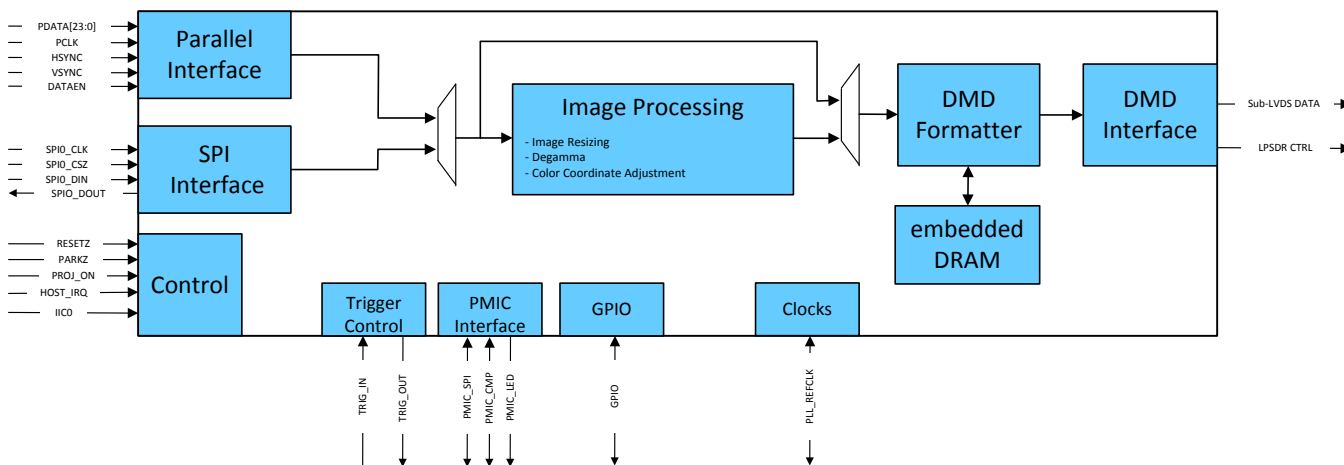 PDATA[23:0]
PCLK
HSYNC
VSYNC
DATAEN
Parallel
Interface
SPI0_CLK
SPI0_CSZ
SPI0_DIN
SPIO_DOUT
SPI
Interface
RESETZ
PARKZ
PROJ_ON
HOST_IRQ
IIC0
Control
Image Processing
- Image Resizing
- Degamma
- Color Coordinate Adjustment
DMD
Formatter
DMD
Interface
Sub-LVDS DATA
LPSDR CTRL
embedded
DRAM
Trigger
Control
PMIC
Interface
GPIO
Clocks
TRIG_IN
TRIG_OUT
PMIC_SPI
PMIC_CMP
PMIC_LED
GPIO
PLL_REFCLK